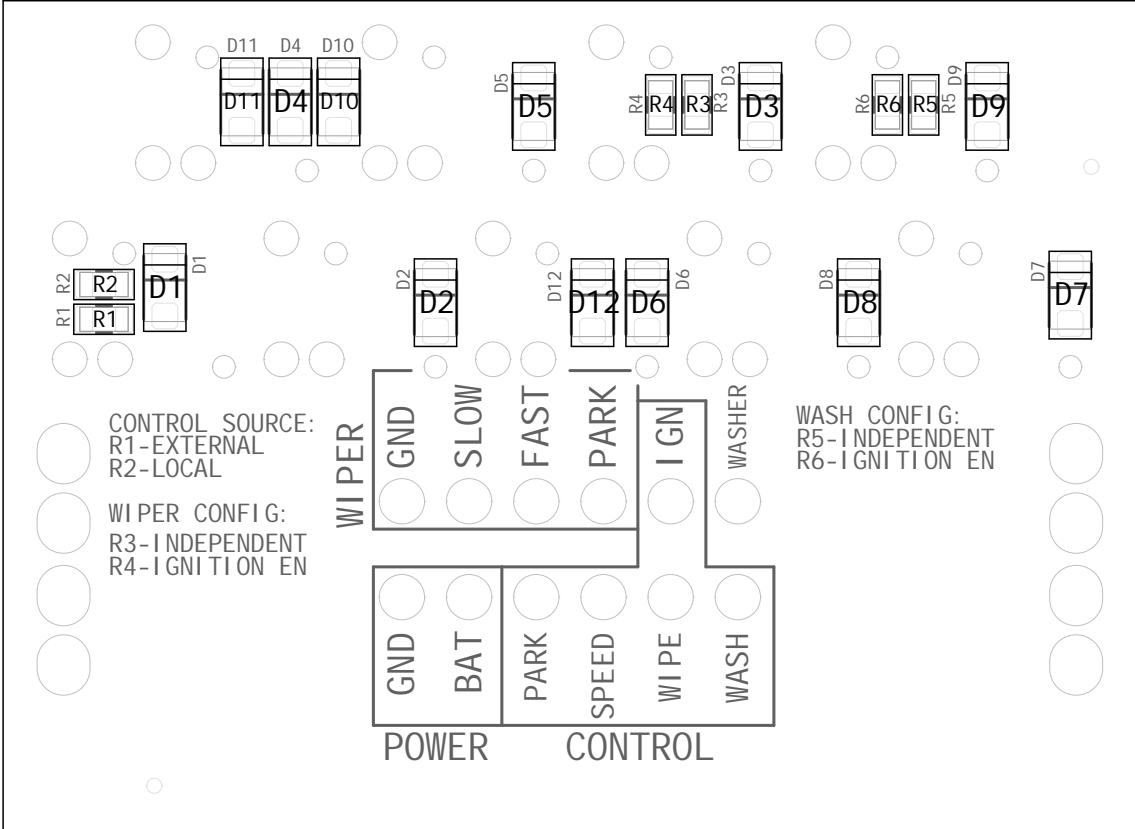 D11 D4 D10
D11 D4 D10
D5 D5
R4 R4 R3 R3
D3 D3
R6 R6 R5 R5
D9 D9
R2 R2
R1 R1
D1 D1
D2 D2
D12 D12 D6 D6
D8 D8
D7 D7
CONTROL SOURCE:
R1-EXTERNAL
R2-LOCAL
WIPER CONFIG:
R3-INDEPENDENT
R4-IGNITION EN
WIPER
GND SLOW FAST PARK IGN WASHER
WASH CONFIG:
R5-INDEPENDENT
R6-IGNITION EN
GND BAT PARK SPEED WIPE WASH
POWER CONTROL